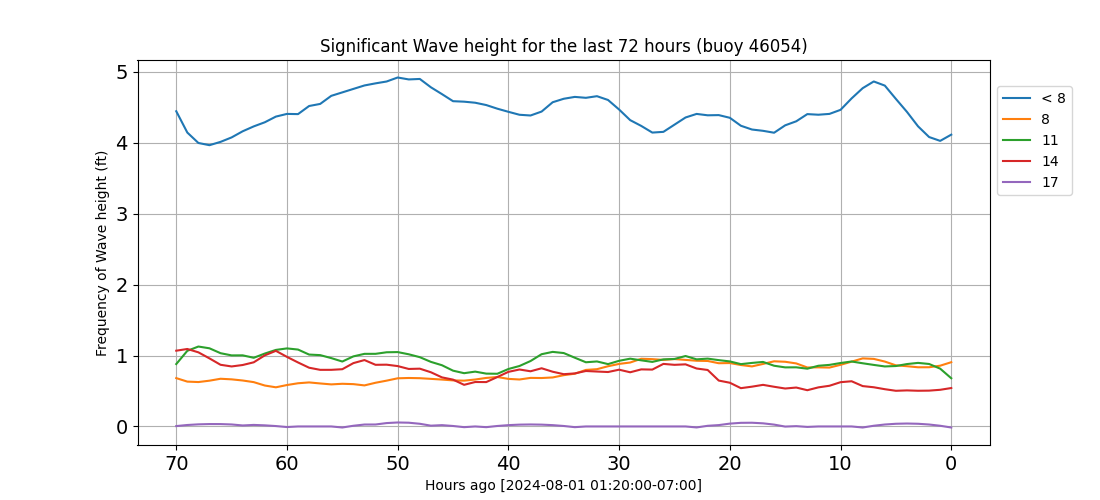 Significant Wave height for the last 72 hours (buoy 46054)
Frequency of Wave height (ft)
5
4
3
2
1
0
70 60 50 40 30 20 10 0
Hours ago [2024-08-01 01:20:00-07:00]
< 8
8
11
14
17